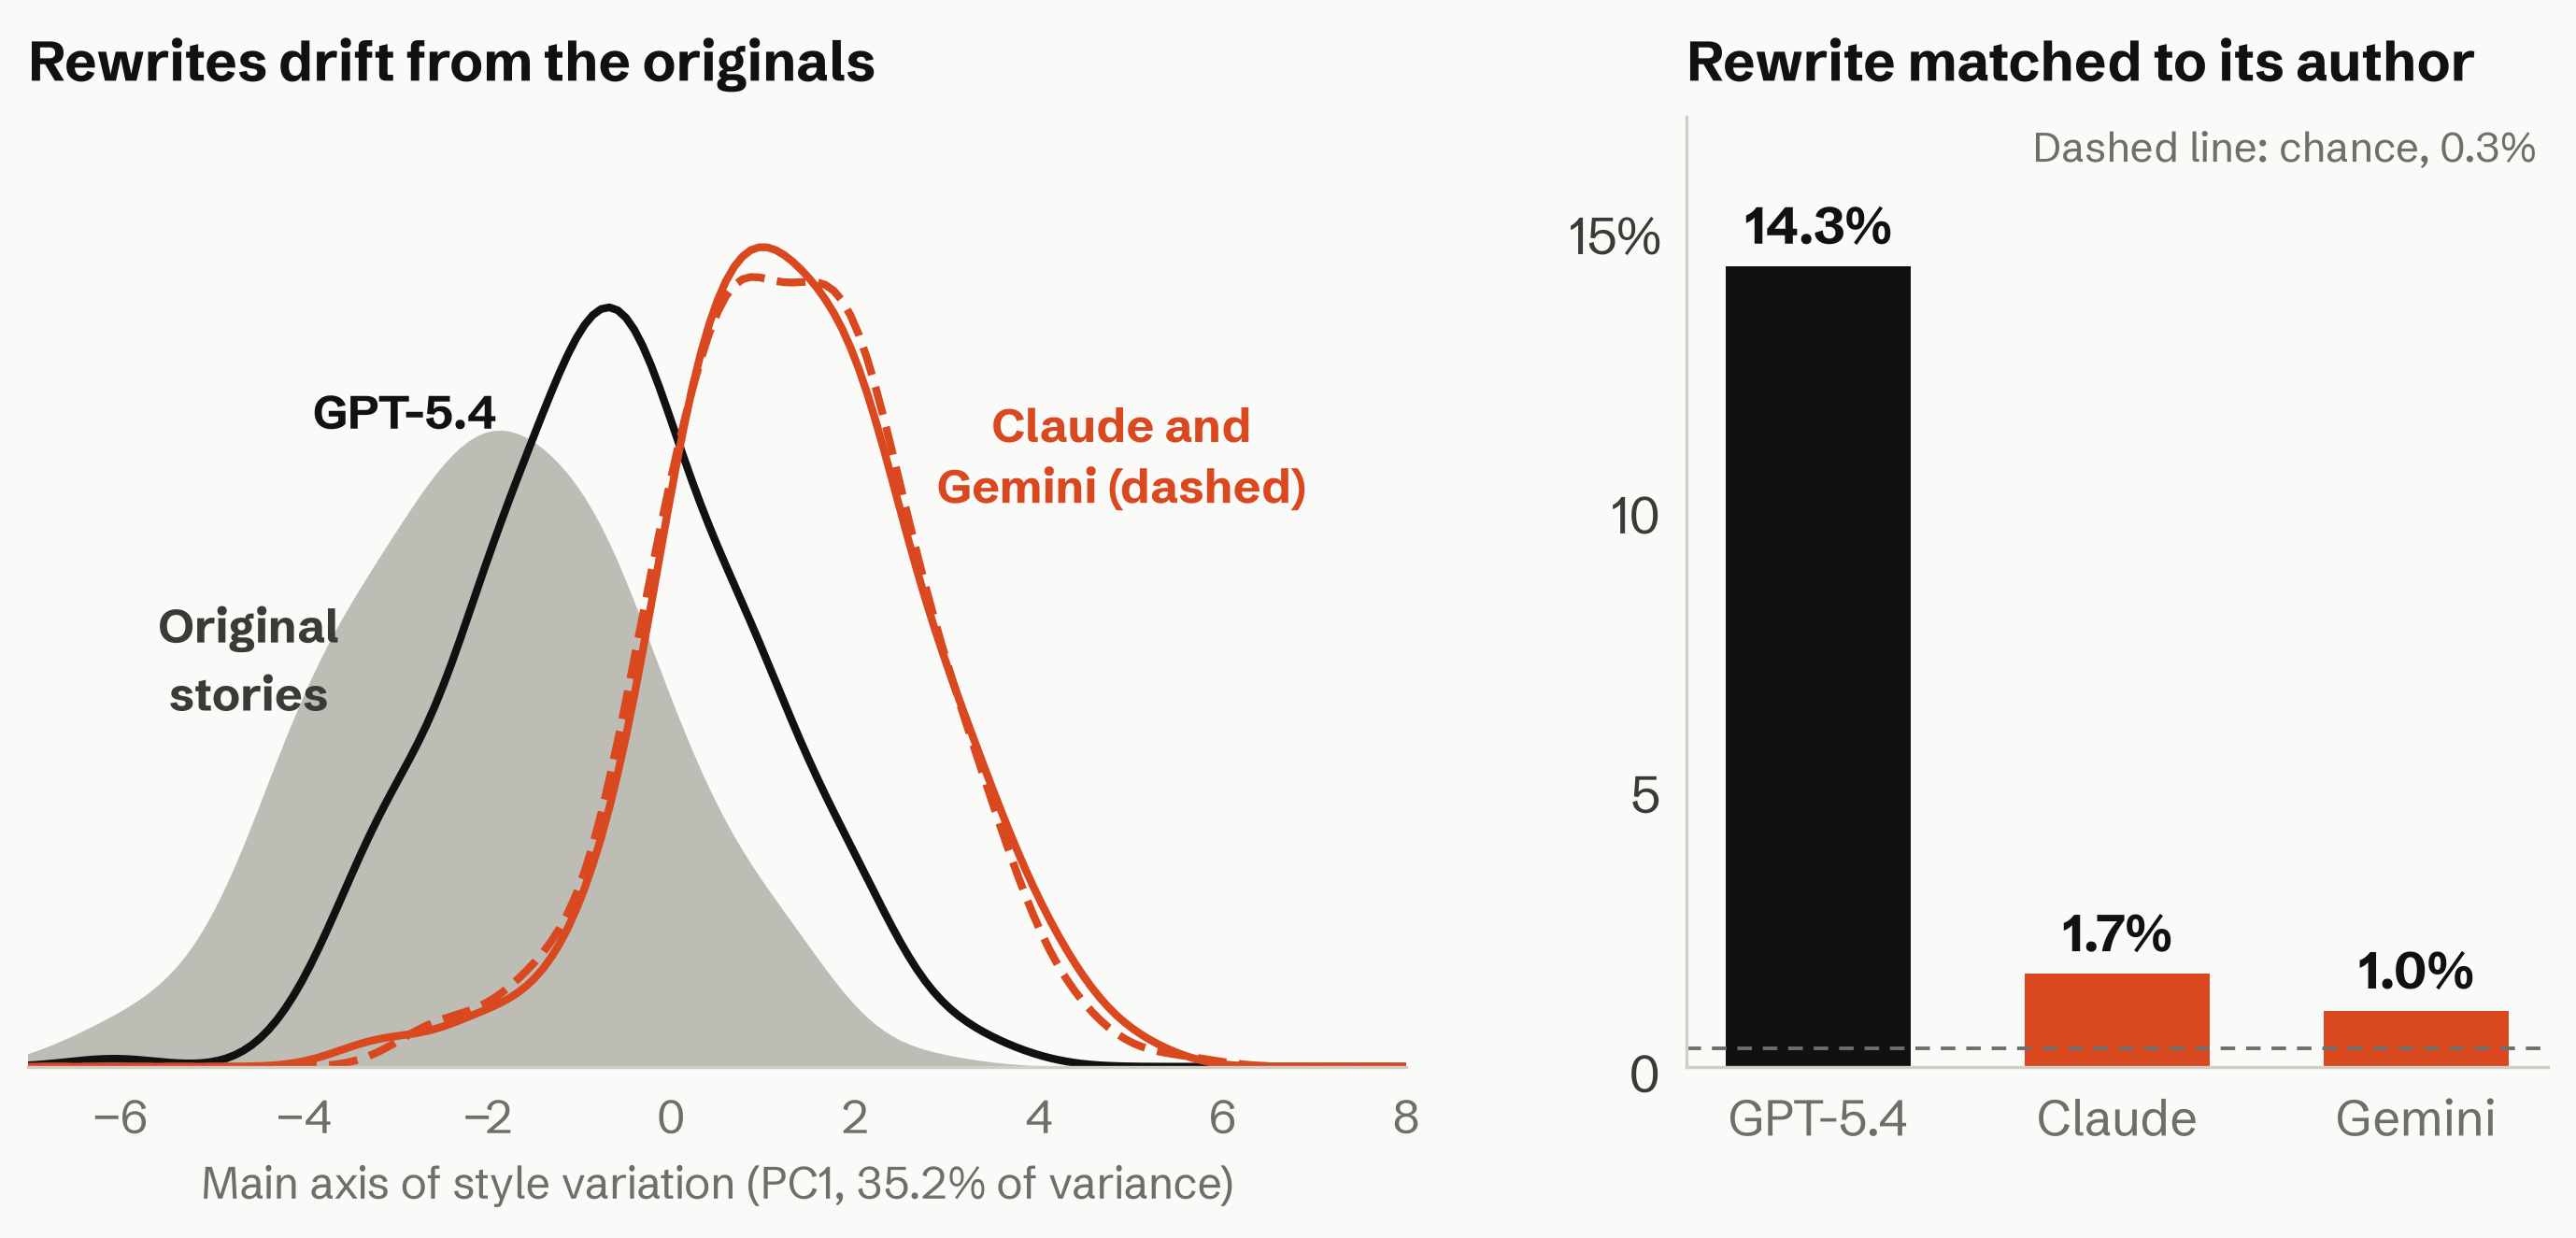 Rewrites drift from the originals
GPT-5.4
Original
stories
Claude and
Gemini (dashed)
−6 −4 −2 0 2 4 6 8
Main axis of style variation (PC1, 35.2% of variance)
Rewrite matched to its author
Dashed line: chance, 0.3%
15%
10
5
0
14.3%
1.7%
1.0%
GPT-5.4 Claude Gemini